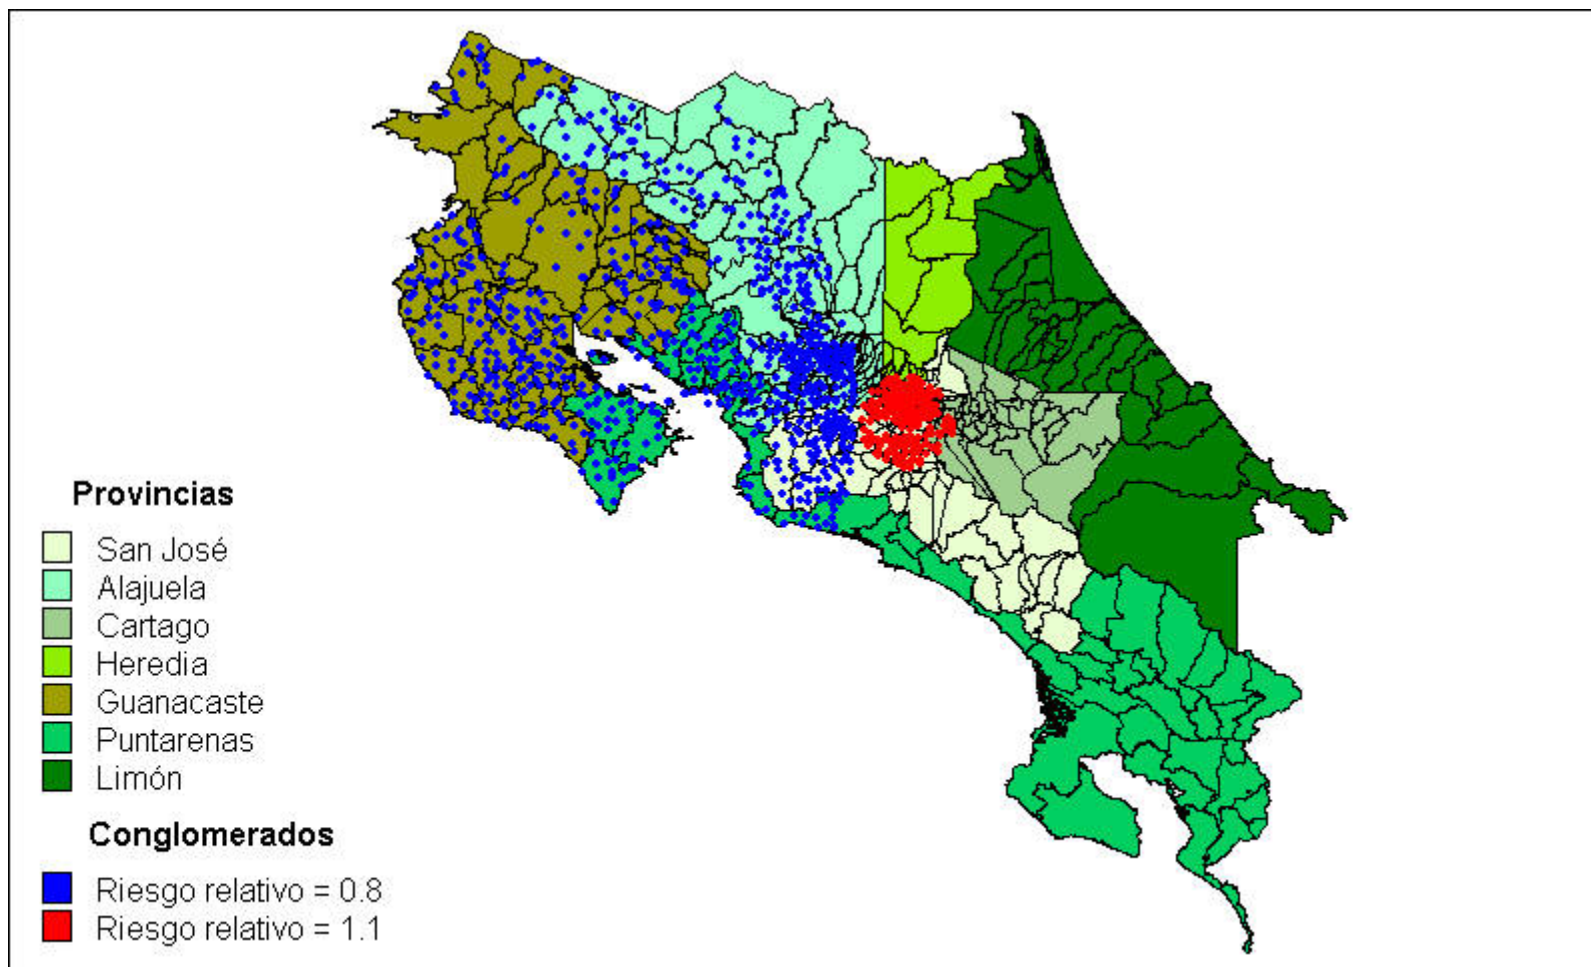 Provincias
San José
Alajuela
Cartago
Heredia
Guanacaste
Puntarenas
Limón
Conglomerados
Riesgo relativo = 0.8
Riesgo relativo = 1.1